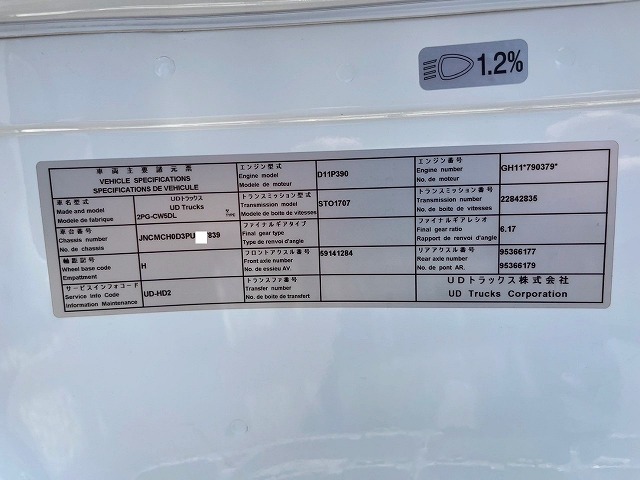 1.2%
車両主要諸元表
VEHICLE SPECIFICATIONS
SPECIFICATIONS DE VEHICULE
車名型式
Made and model
Modele de fabrique
UDトラックス
UD Trucks
2PG-CW5DL
車台番号
Chassis number
No. de chassis
JNCMCH0D3PU 839
軸距記号
Wheel base code
Empattment
H
サービスインフォコード
Service Info Code
Information Maintenance
UD-HD2
エンジン型式
Engine model
Modele de moteur
D11P390
トランスミッション型式
Transmission model
Modele de boite de vitesses
STO1707
ファイナルギアタイプ
Final gear type
Type de renvoi d'angle
フロントアクスル番号
Front axle number
No. de essieu AV.
59141284
トランスファ番号
Transfer number
No. de boite de transfert
エンジン番号
Engine number
No. de moteur
GH11*790379*
トランスミッション番号
Transmission number
No. de boite de vitesses
22842835
ファイナルギアレシオ
Final gear ratio
Rapport de renvoi d'angle
6.17
リアアクスル番号
Rear axle number
No. de pont AR.
95366177
95366179
UDトラックス株式会社
UD Trucks Corporation